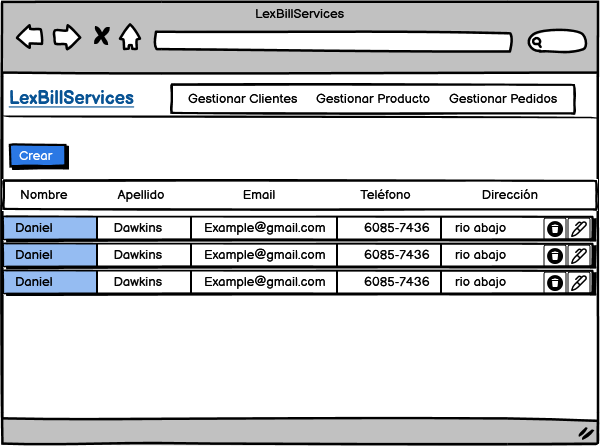 LexBillServices
LexBillServices Gestionar Clientes Gestionar Producto Gestionar Pedidos
Crear
Nombre Apellido Email Teléfono Dirección
Daniel Dawkins Example@gmail.com 6085-7436 rio abajo
Daniel Dawkins Example@gmail.com 6085-7436 rio abajo
Daniel Dawkins Example@gmail.com 6085-7436 rio abajo